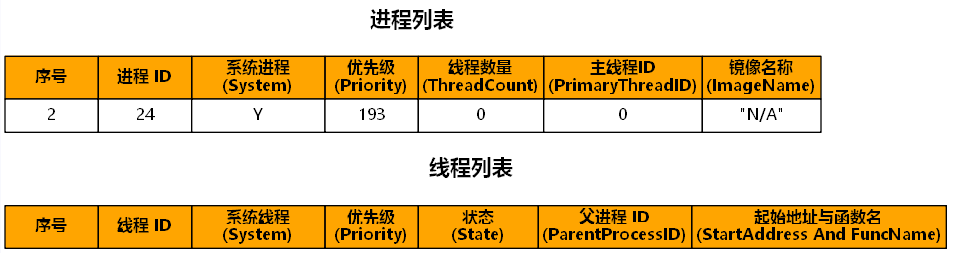 进程列表
序号 进程 ID 系统进程 (System) 优先级 (Priority) 线程数量 (ThreadCount) 主线程ID (PrimaryThreadID) 镜像名称 (ImageName)
2 24 Y 193 0 0 "N/A"
线程列表
序号 线程 ID 系统线程 (System) 优先级 (Priority) 状态 (State) 父进程 ID (ParentProcessID) 起始地址与函数名 (StartAddress And FuncName)